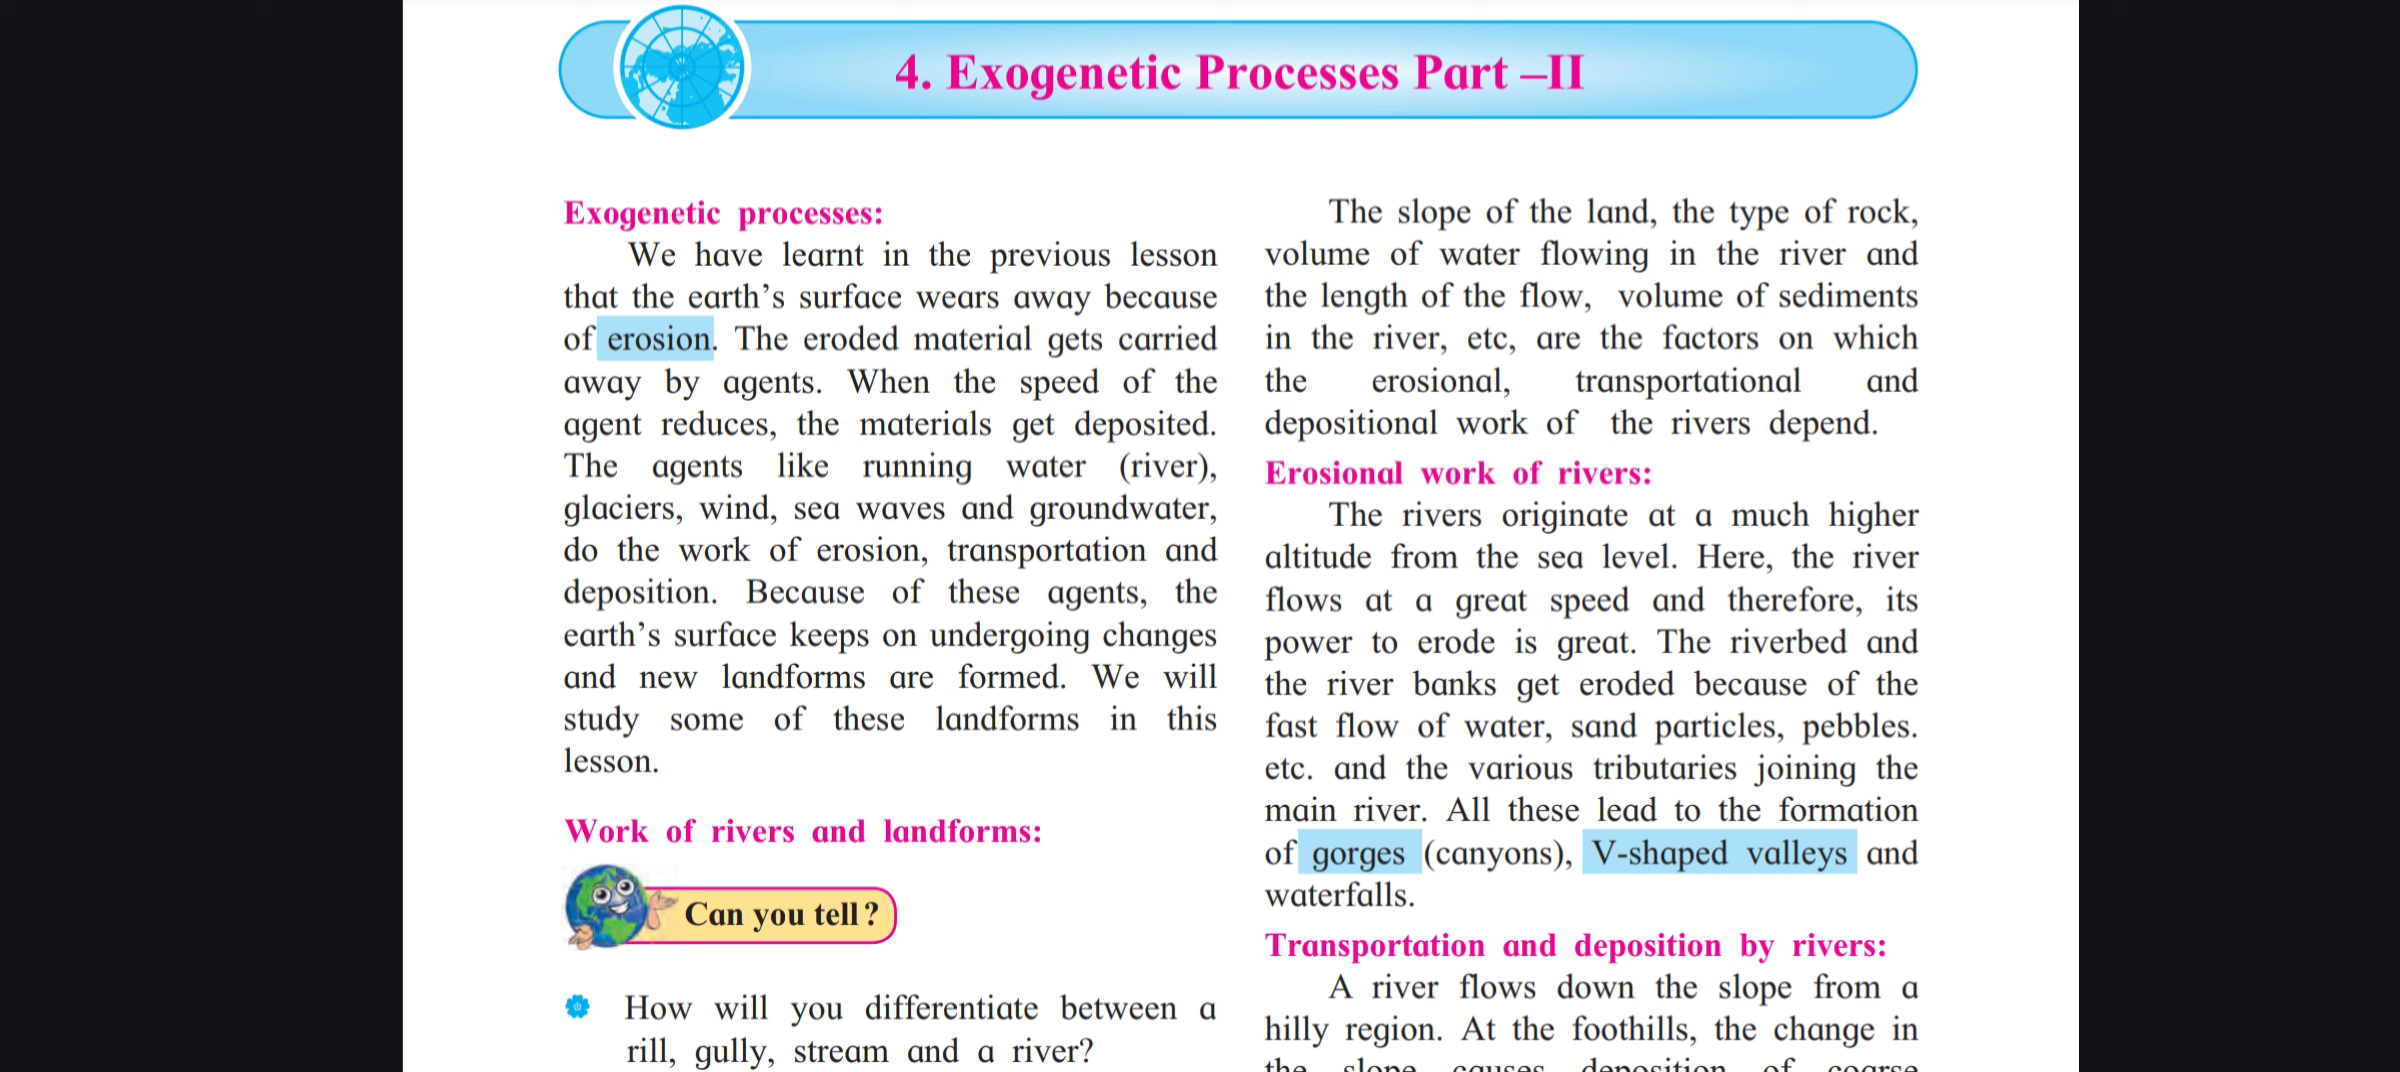 4. Exogenetic Processes Part –II
Exogenetic processes:
We have learnt in the previous lesson
that the earth’s surface wears away because
of erosion. The eroded material gets carried
away by agents. When the speed of the
agent reduces, the materials get deposited.
The agents like running water (river),
glaciers, wind, sea waves and groundwater,
do the work of erosion, transportation and
deposition. Because of these agents, the
earth’s surface keeps on undergoing changes
and new landforms are formed. We will
study some of these landforms in this
lesson.
Work of rivers and landforms:
Can you tell ?
How will you differentiate between a
rill, gully, stream and a river?
The slope of the land, the type of rock,
volume of water flowing in the river and
the length of the flow, volume of sediments
in the river, etc, are the factors on which
the erosional, transportational and
depositional work of the rivers depend.
Erosional work of rivers:
The rivers originate at a much higher
altitude from the sea level. Here, the river
flows at a great speed and therefore, its
power to erode is great. The riverbed and
the river banks get eroded because of the
fast flow of water, sand particles, pebbles.
etc. and the various tributaries joining the
main river. All these lead to the formation
of gorges (canyons), V-shaped valleys and
waterfalls.
Transportation and deposition by rivers:
A river flows down the slope from a
hilly region. At the foothills, the change in
the slope causes deposition of coarse